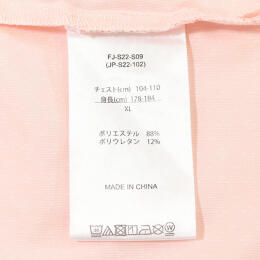 FJ-S22-S09
(JP-S22-102)
チェスト(cm) 104-110
身長(cm) 178-184
XL
ポリエステル 88%
ポリウレタン 12%
MADE IN CHINA